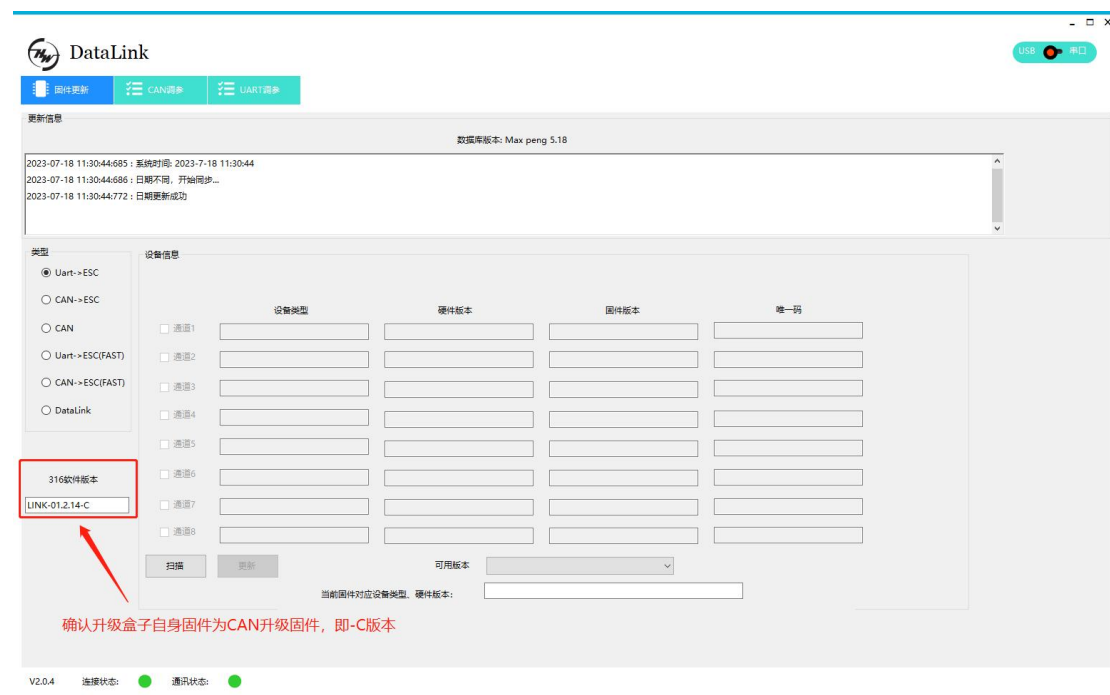 DataLink
USB 串口
固件更新 CAN调参 UART调参
更新信息
数据库版本: Max peng 5.18
2023-07-18 11:30:44:685 : 系统时间: 2023-7-18 11:30:44
2023-07-18 11:30:44:686 : 日期不同, 开始同步...
2023-07-18 11:30:44:772 : 日期更新成功
类型
设备信息
Uart->ESC
CAN->ESC
CAN
Uart->ESC(FAST)
CAN->ESC(FAST)
DataLink
设备类型 硬件版本 固件版本 唯一码
通道1
通道2
通道3
通道4
通道5
通道6
通道7
通道8
316软件版本
LINK-01.2.14-C
扫描 更新 可用版本
当前固件对应设备类型、硬件版本:
确认升级盒子自身固件为CAN升级固件，即-C版本
V2.0.4 连接状态: 通讯状态: